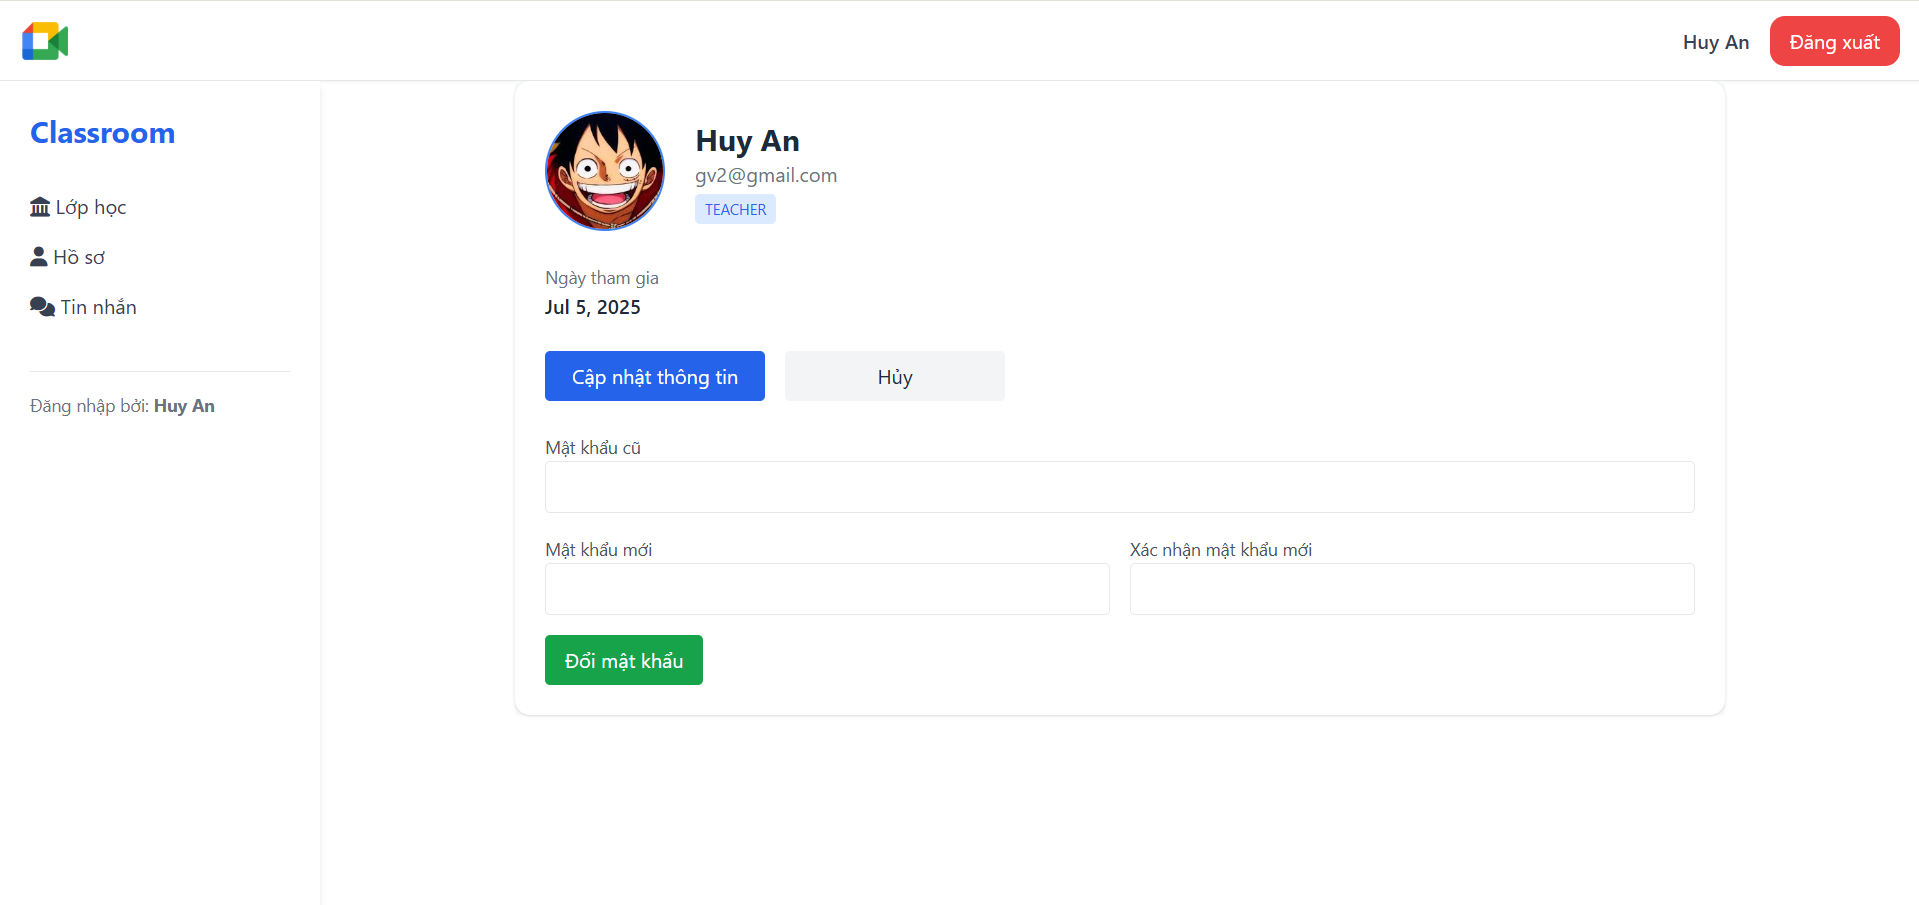 Huy An
Đăng xuất
Classroom
Lớp học
Hồ sơ
Tin nhắn
Đăng nhập bởi: Huy An
Huy An
gv2@gmail.com
TEACHER
Ngày tham gia
Jul 5, 2025
Cập nhật thông tin
Hủy
Mật khẩu cũ
Mật khẩu mới
Xác nhận mật khẩu mới
Đổi mật khẩu